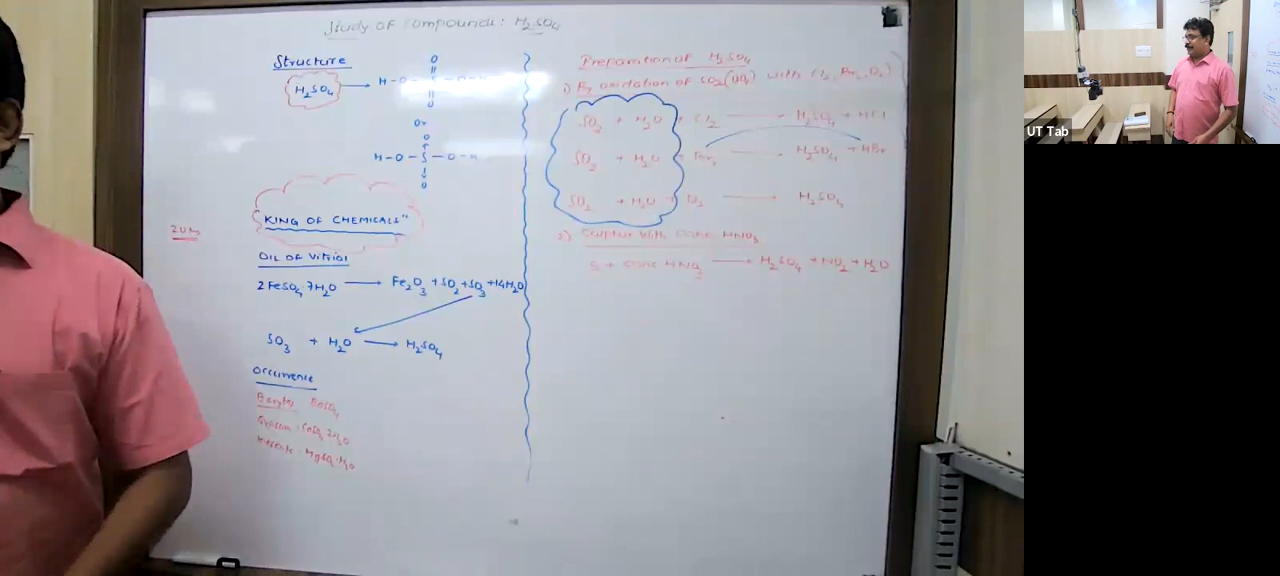 Study of Compounds: H2SO4
Structure
H2SO4
O
H-O-S-O-H
O
Or
O
H-O-S-O-H
O
KING OF CHEMICALS"
OIL OF Vitriol
2FeSO4.7H2O → Fe2O3 + SO2 + SO3 + 14H2O
SO3 + H2O → H2SO4
Occurrence
BaSO4
Preparation of H2SO4
1) By oxidation of SO2 with Cl2, Br2, O2
SO2 + H2O + Cl2 → H2SO4 + HCl
SO2 + H2O + Br2 → H2SO4 + HBr
SO2 + H2O + O2 → H2SO4
2) Sulphur with Conc HNO3
S + Conc HNO3 → H2SO4 + NO2 + H2O
UT Tab